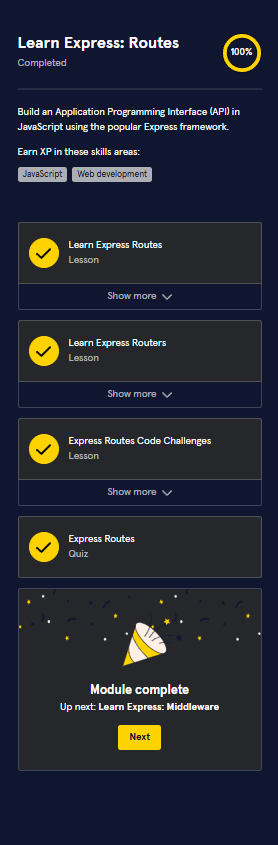 Learn Express: Routes
100%
Completed
Build an Application Programming Interface (API) in
JavaScript using the popular Express framework.
Earn XP in these skills areas:
JavaScript
Web development
Learn Express Routes
Lesson
Show more
Learn Express Routers
Lesson
Show more
Express Routes Code Challenges
Lesson
Show more
Express Routes
Quiz
Module complete
Up next: Learn Express: Middleware
Next